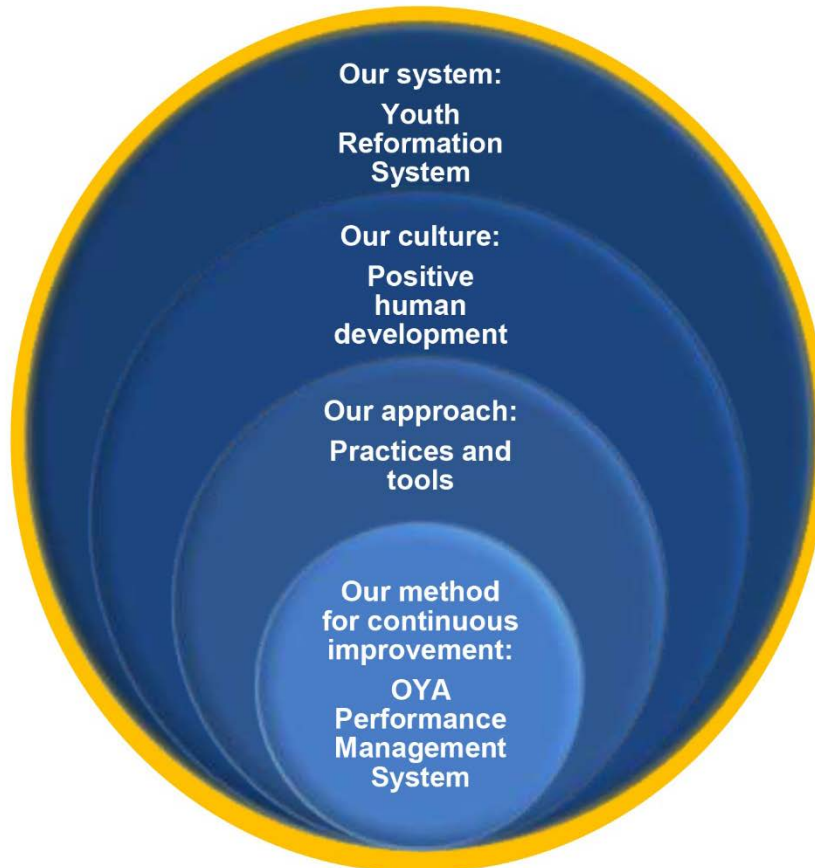 Our system:
Youth
Reformation
System
Our culture:
Positive
human
development
Our approach:
Practices and
tools
Our method
for continuous
improvement:
OYA
Performance
Management
System